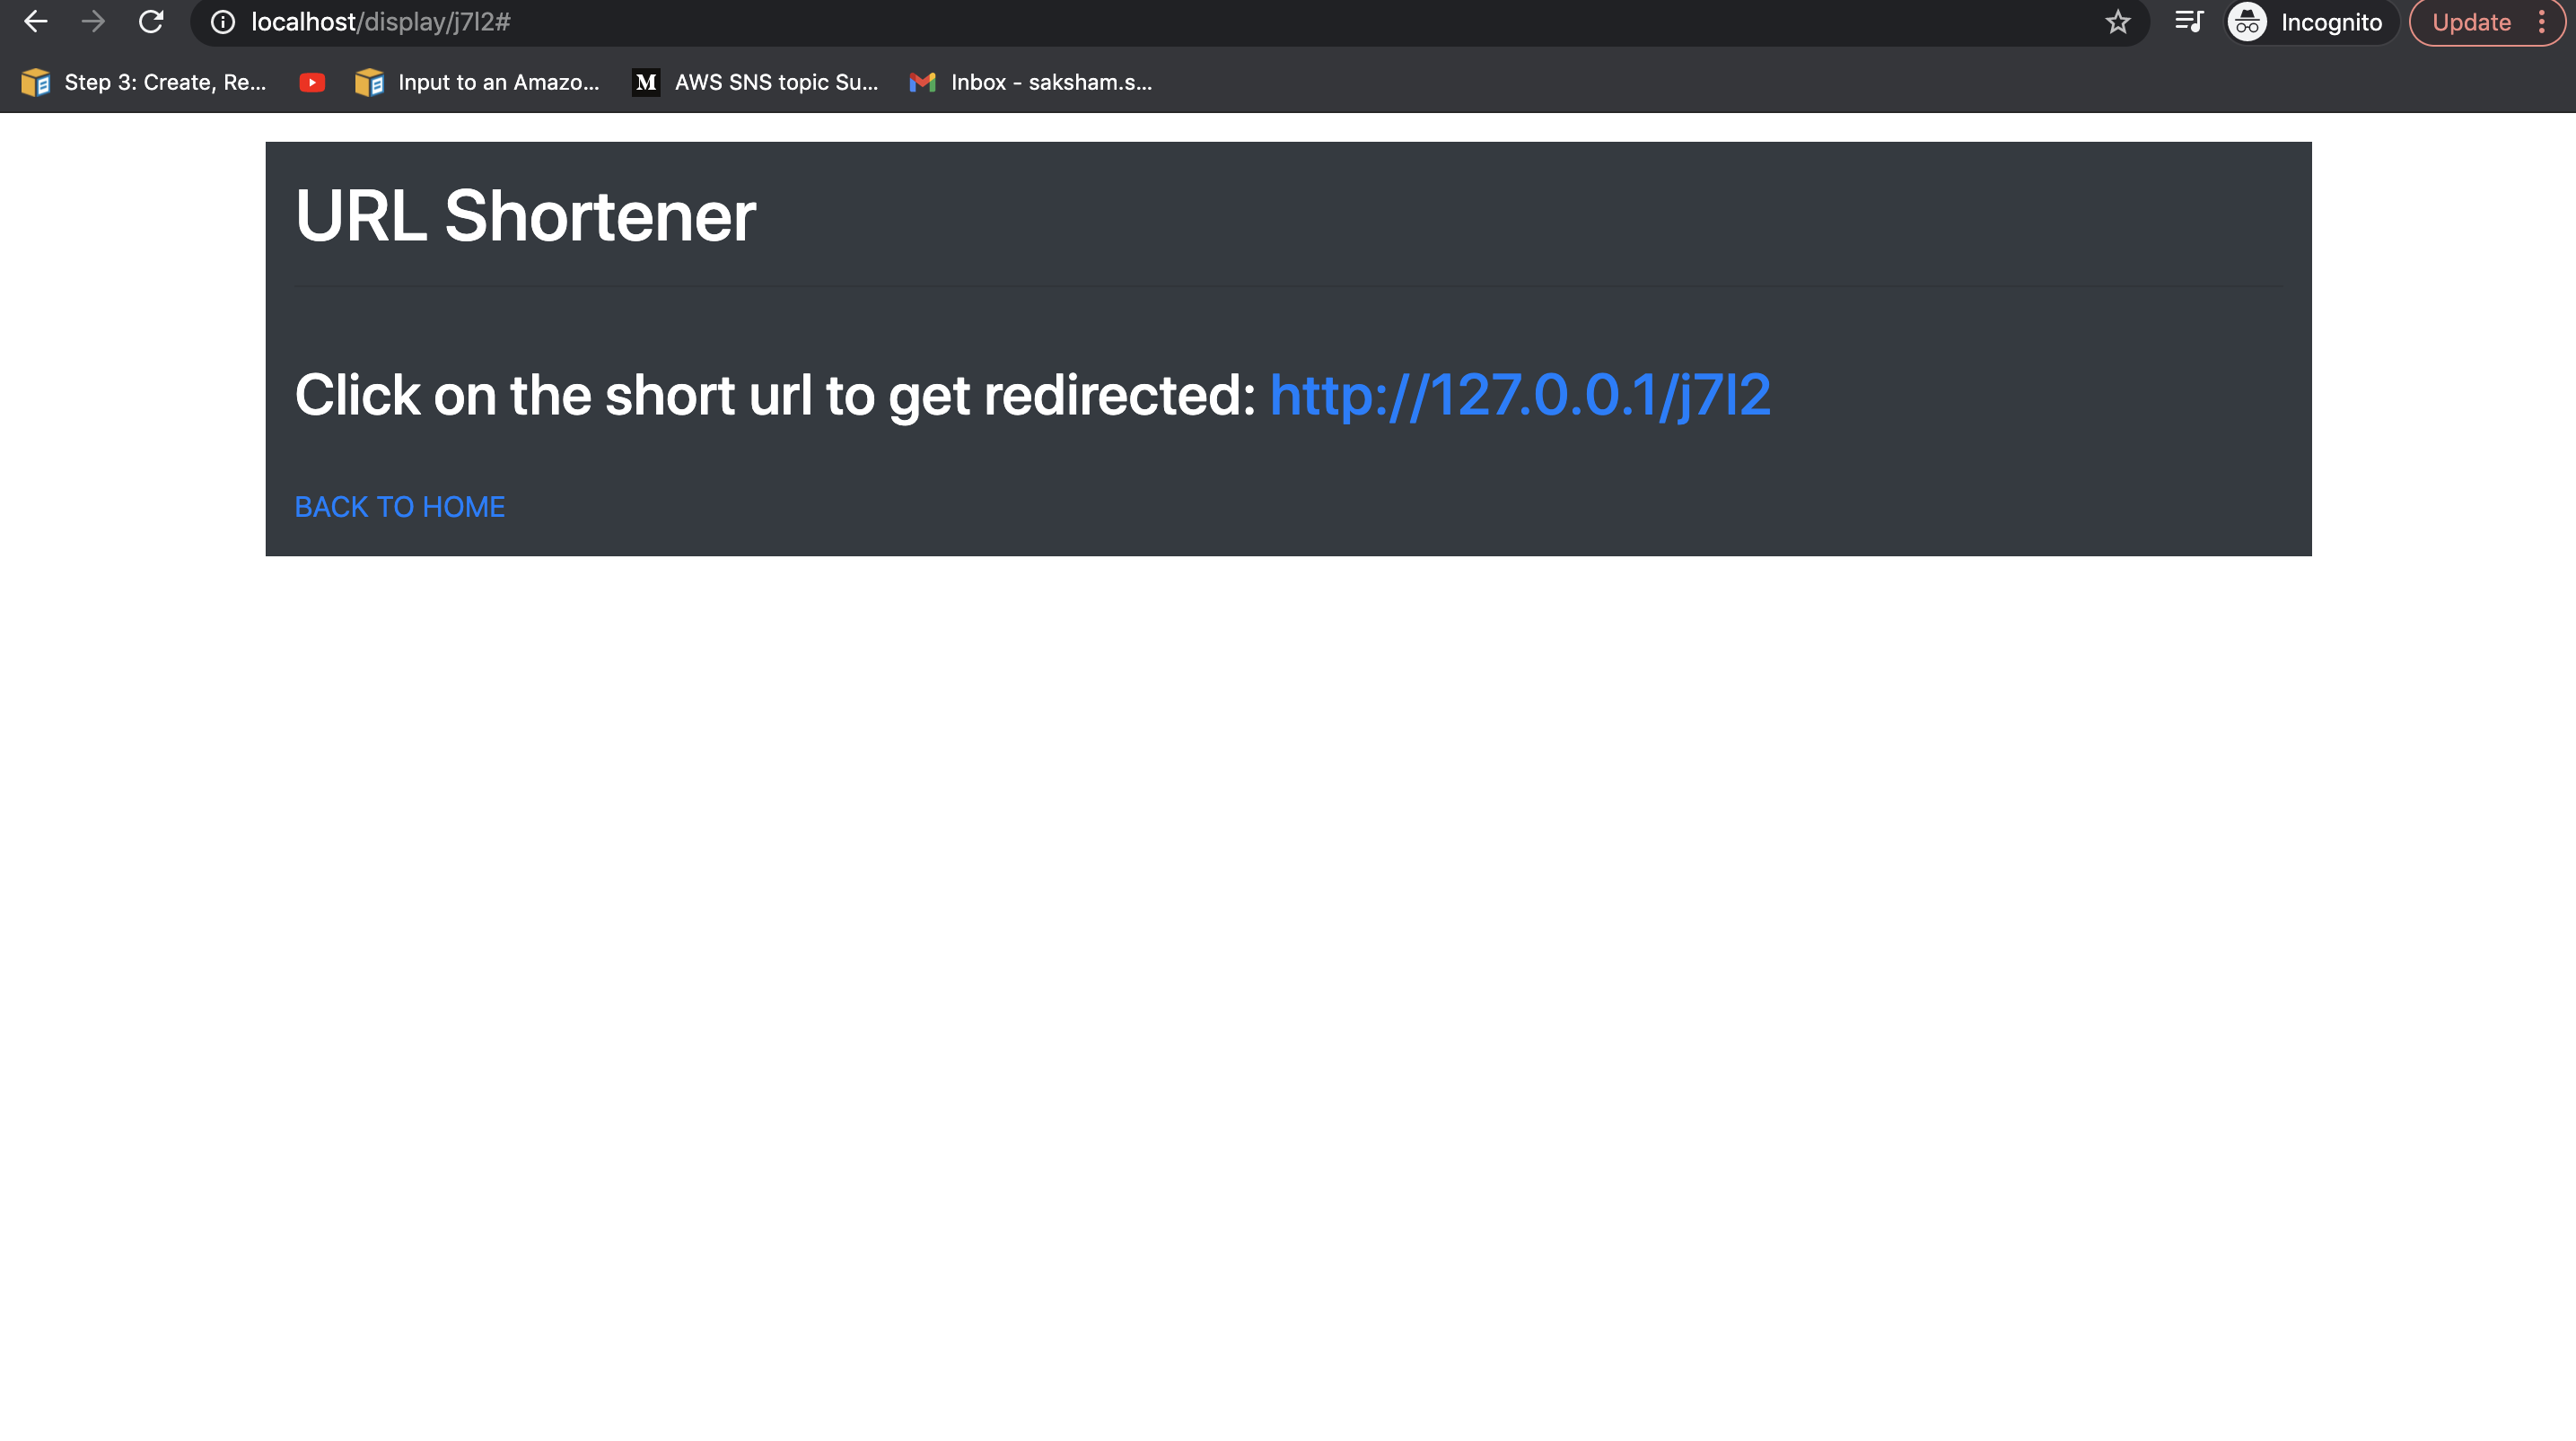 localhost/display/j7l2#
Incognito
Update
Step 3: Create, Re...
Input to an Amazo...
M AWS SNS topic Su...
Inbox - saksham.s...
URL Shortener
Click on the short url to get redirected: http://127.0.0.1/j7l2
BACK TO HOME